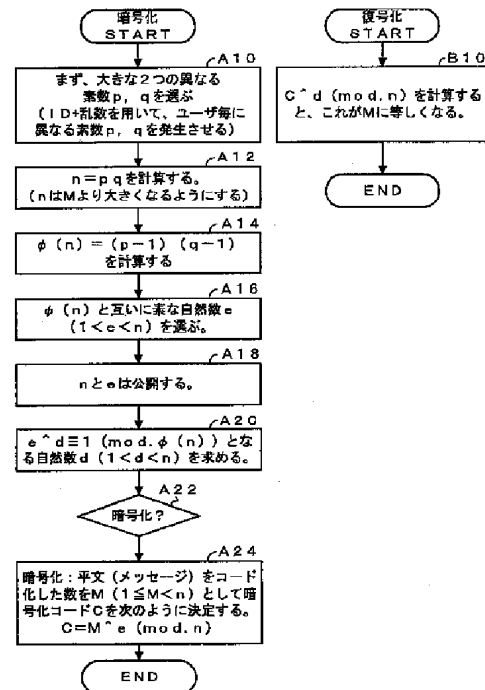 暗号化
START
A10
まず、大きな2つの異なる
素数p,qを選ぶ
(ID+乱数を用いて、ユーザ毎に
異なる素数p,qを発生させる)
A12
n=pqを計算する。
(nはMより大きくなるようにする)
A14
φ(n)=(p-1)(q-1)
を計算する
A16
φ(n)と互いに素な自然数e
(1<e<n)を選ぶ。
A18
nとeは公開する。
A20
e^d≡1(mod.φ(n))とな
る自然数d(1<d<n)を求める。
A22
暗号化?
A24
暗号化:平文(メッセージ)をコード
化した数をM(1≦M<n)として暗
号化コードCを次のように決定する。
C=M^e(mod.n)
END
復号化
START
B10
C^d(mod.n)を計算する
と、これがMに等しくなる。
END